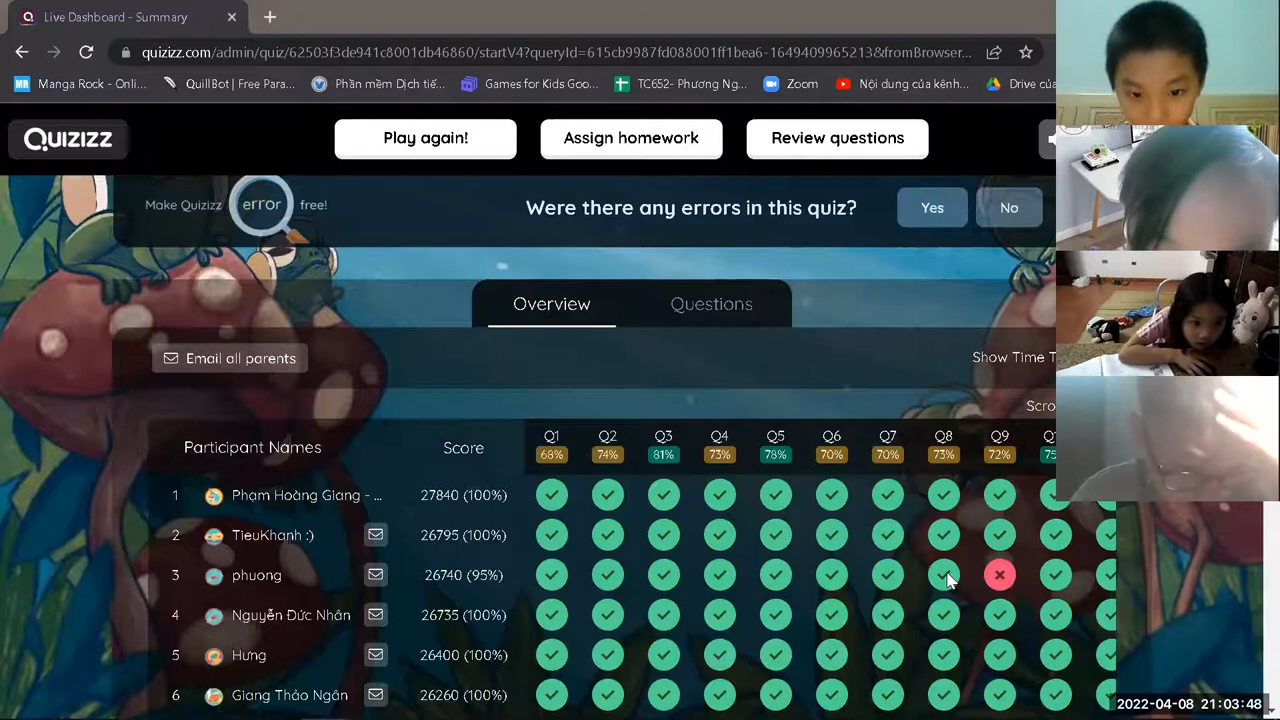 Live Dashboard - Summary
quizizz.com/admin/quiz/62503f3de941c8001db46860/startV4?queryId=615cb9987fd088001ff1bea6-1649409965213&fromBrowser...
MR Manga Rock - Onli... QuillBot | Free Para... Phần mềm Dịch tiế... Games for Kids Goo... TC652- Phương Ng... Zoom Nội dung của kênh... Drive củ
Quizizz Play again! Assign homework Review questions
Make Quizizz error free! Were there any errors in this quiz? Yes No
Overview Questions
Email all parents Show Time T
Scro
Participant Names Score Q1 Q2 Q3 Q4 Q5 Q6 Q7 Q8 Q9
68% 74% 81% 73% 78% 70% 70% 73% 72% 75
1 Phạm Hoàng Giang - ... 27840 (100%)
2 TieuKhanh :) 26795 (100%)
3 phuong 26740 (95%)
4 Nguyễn Đức Nhân 26735 (100%)
5 Hưng 26400 (100%)
6 Giang Thảo Ngân 26260 (100%)
2022-04-08 21:03:48